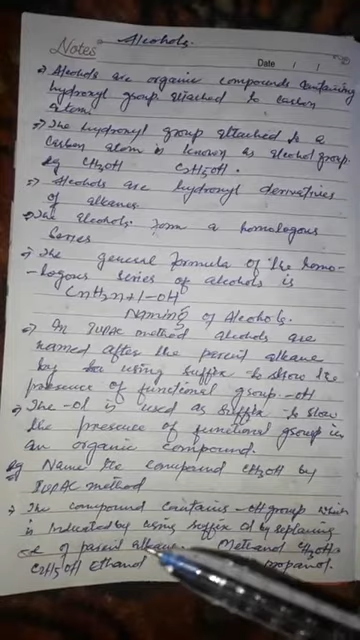 Alcohols.
Notes
Date / /
Alcohols are organic compounds containing
hydroxyl group attached to carbon
atom
The hydroxyl group attached to a
carbon atom is known as alcohol group.
eg CH3OH C2H5OH.
Alcohols are hydroxyl derivatives
of alkanes
The alcohols form a homologous
series
The general formula of the homo-
-logous series of alcohols is
CnH2n+1-OH
Naming of Alcohols.
In IUPAC method alcohols are
named after the parent alkane
by using suffix to show the
presence of functional group -OH
The -ol is used as suffix to show
the presence of functional group in
an organic compound.
eg Name the compound CH3OH by
IUPAC method
The compound contains -OH group which
is indicated by using suffix ol by replacing
of parent alkane. Methanol CH3OH
C2H5OH Ethanol propanol.